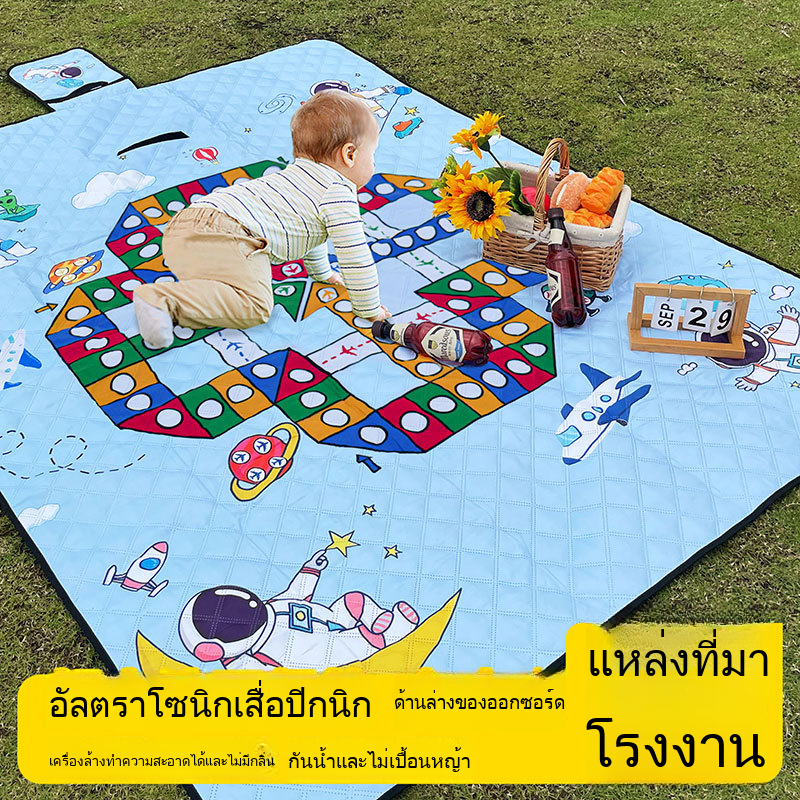 SEP 2 9
อัลตราโซนิกเสื่อปิกนิก ด้านล่างของออกซอร์ด
แหล่งที่มา
เครื่องล้างทำความสะอาดได้และไม่มีกลิ่น กันน้ำและไม่เปื้อนหญ้า
โรงงาน